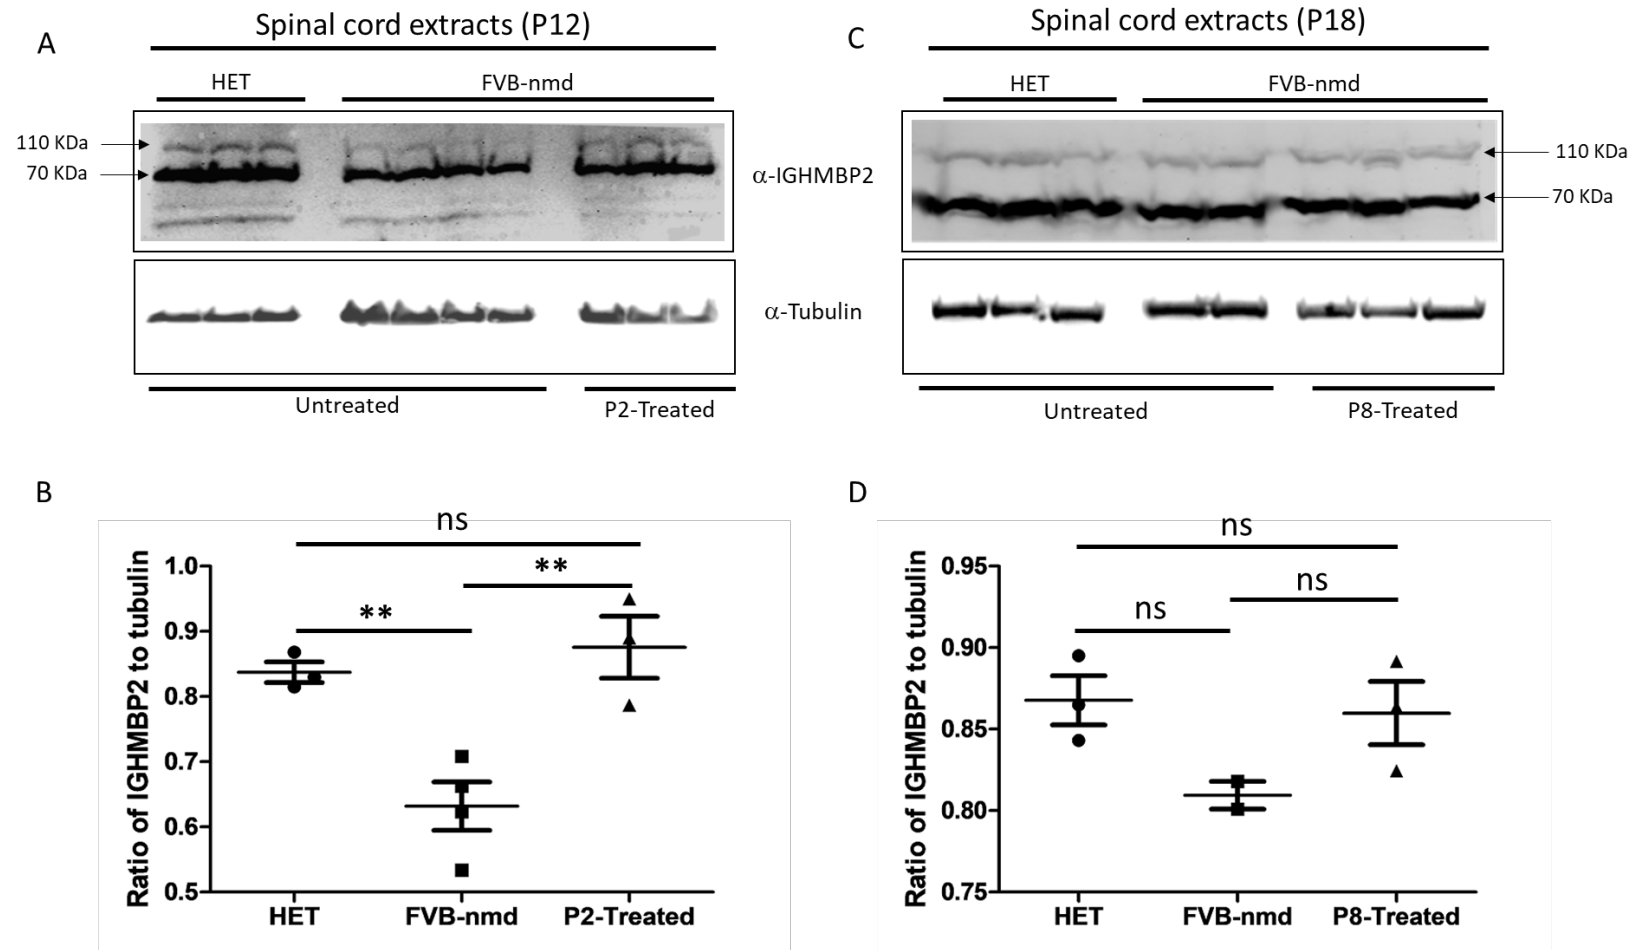 A
Spinal cord extracts (P12)
HET
FVB-nmd
110 KDa
70 KDa
α-IGHMBP2
α-Tubulin
Untreated
P2-Treated
C
Spinal cord extracts (P18)
HET
FVB-nmd
110 KDa
70 KDa
Untreated
P8-Treated
B
ns
**
**
Ratio of IGHMBP2 to tubulin
1.0
0.9
0.8
0.7
0.6
0.5
HET
FVB-nmd
P2-Treated
D
ns
ns
ns
Ratio of IGHMBP2 to tubulin
0.95
0.90
0.85
0.80
0.75
HET
FVB-nmd
P8-Treated